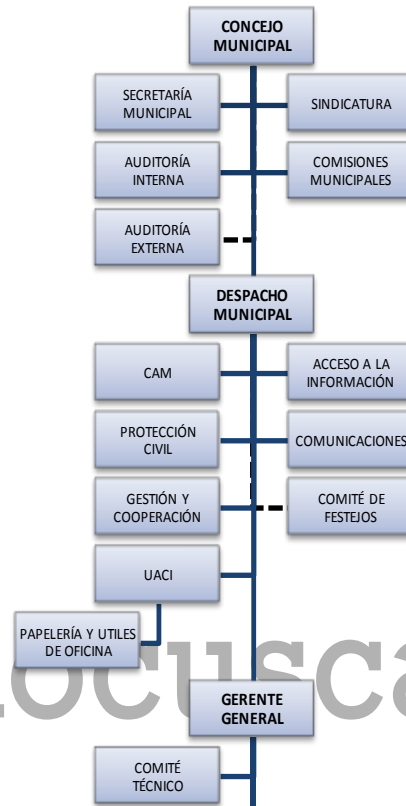 CONCEJO
MUNICIPAL
SECRETARÍA
MUNICIPAL
SINDICATURA
AUDITORÍA
INTERNA
COMISIONES
MUNICIPALES
AUDITORÍA
EXTERNA
DESPACHO
MUNICIPAL
CAM
ACCESO A LA
INFORMACIÓN
PROTECCIÓN
CIVIL
COMUNICACIONES
GESTIÓN Y
COOPERACIÓN
COMITÉ DE
FESTEJOS
UACI
PAPELERÍA Y UTILES
DE OFICINA
GERENTE
GENERAL
COMITÉ
TÉCNICO